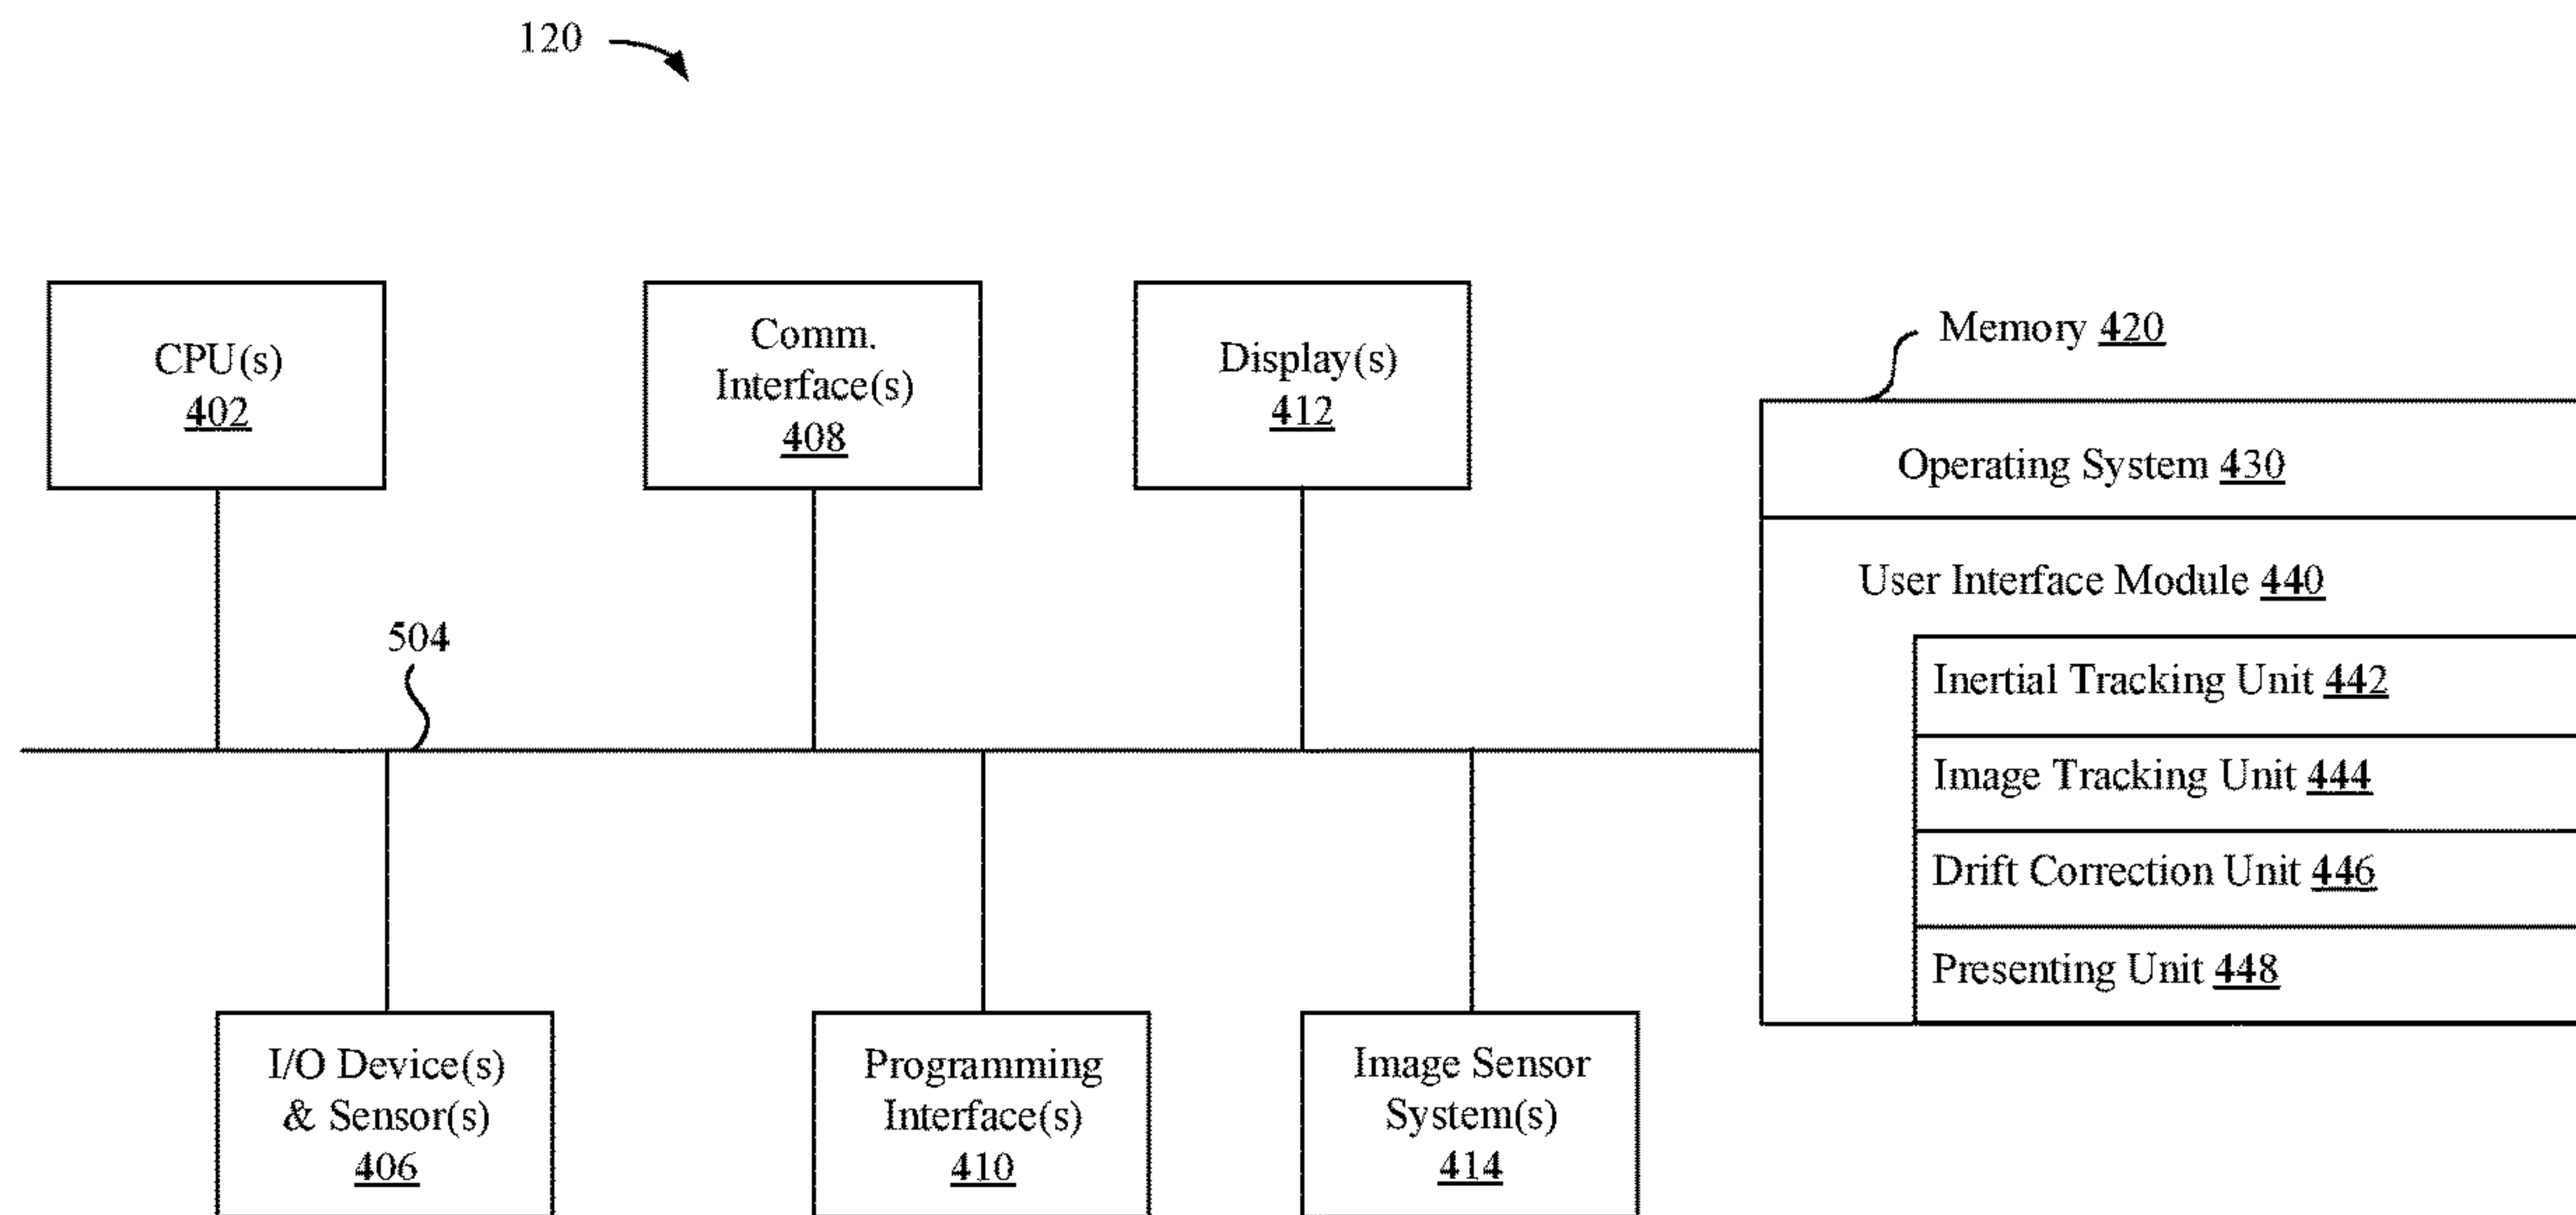 120
CPU(s)
402
Comm.
Interface(s)
408
Display(s)
412
Memory 420
Operating System 430
User Interface Module 440
Inertial Tracking Unit 442
Image Tracking Unit 444
Drift Correction Unit 446
Presenting Unit 448
504
I/O Device(s)
& Sensor(s)
406
Programming
Interface(s)
410
Image Sensor
System(s)
414